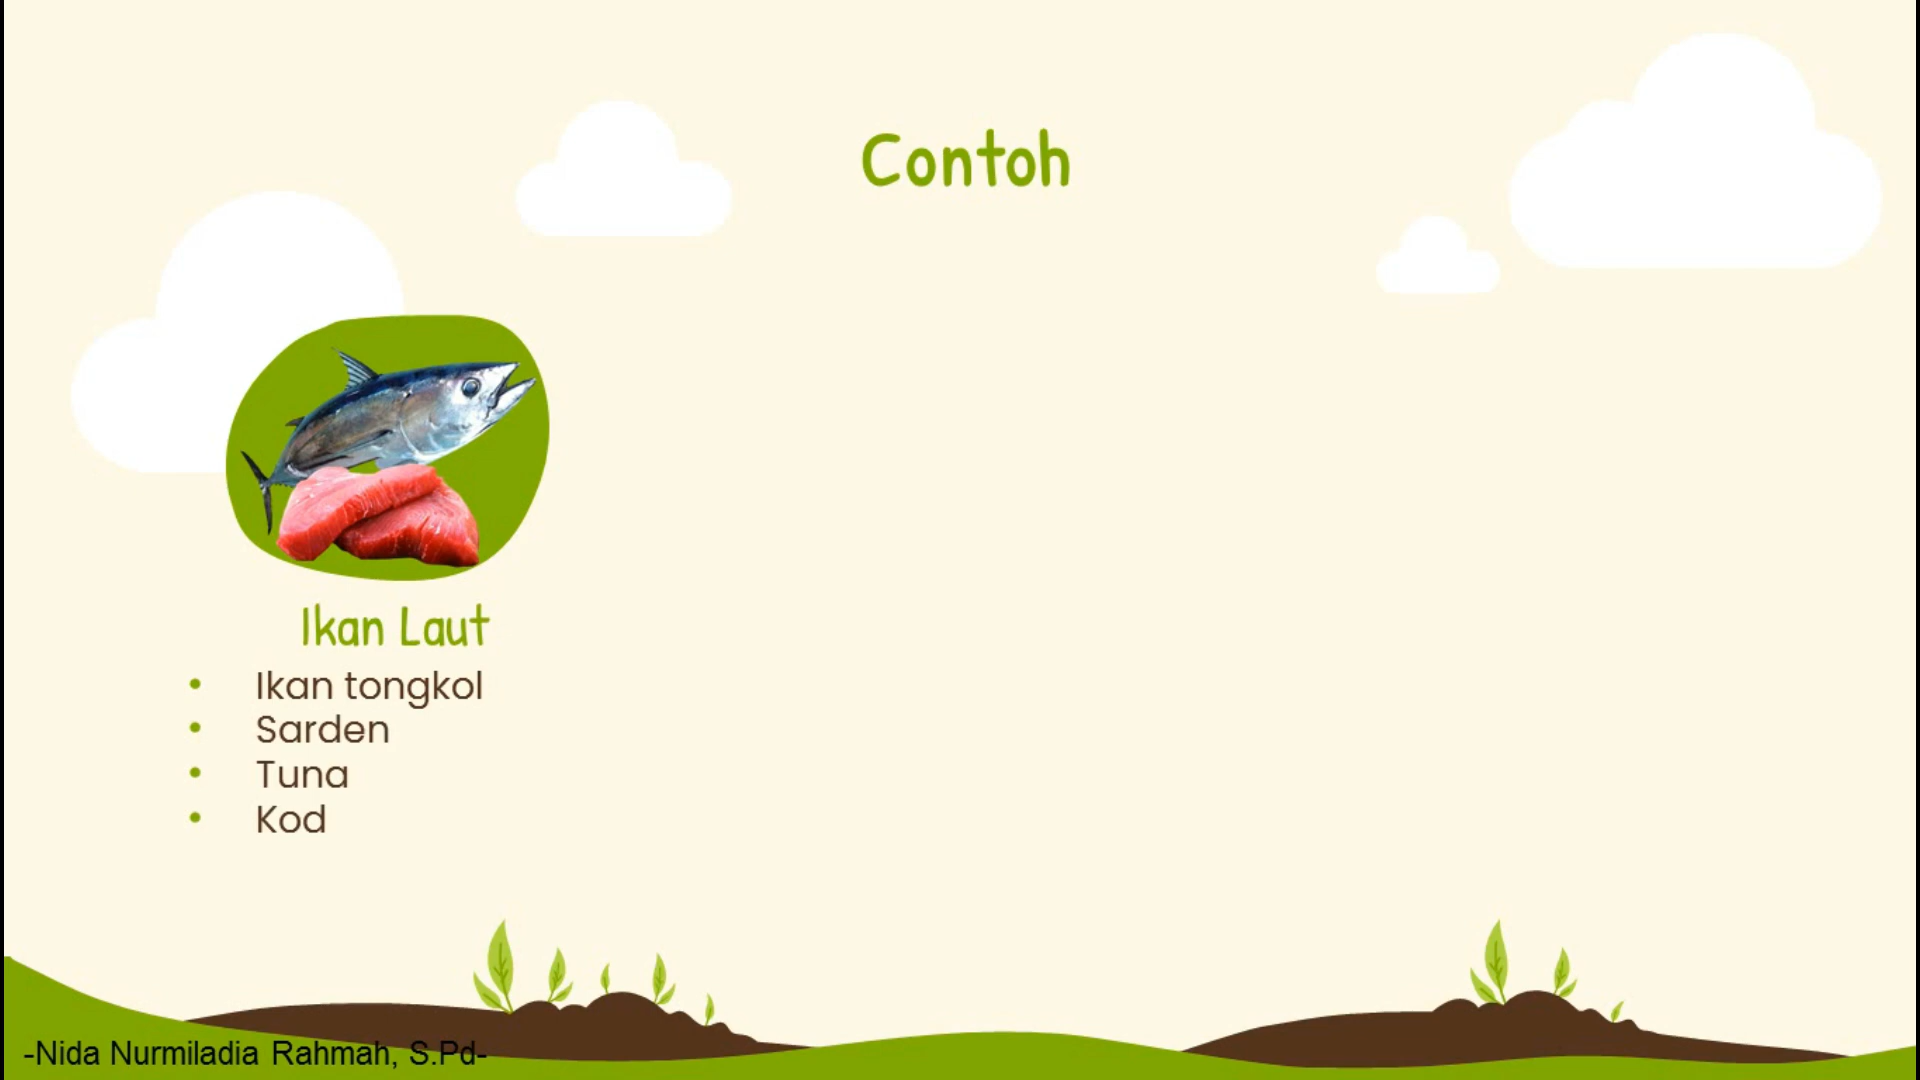 Contoh
Ikan Laut
• Ikan tongkol
• Sarden
• Tuna
• Kod
-Nida Nurmiladia Rahmah, S.Pd-